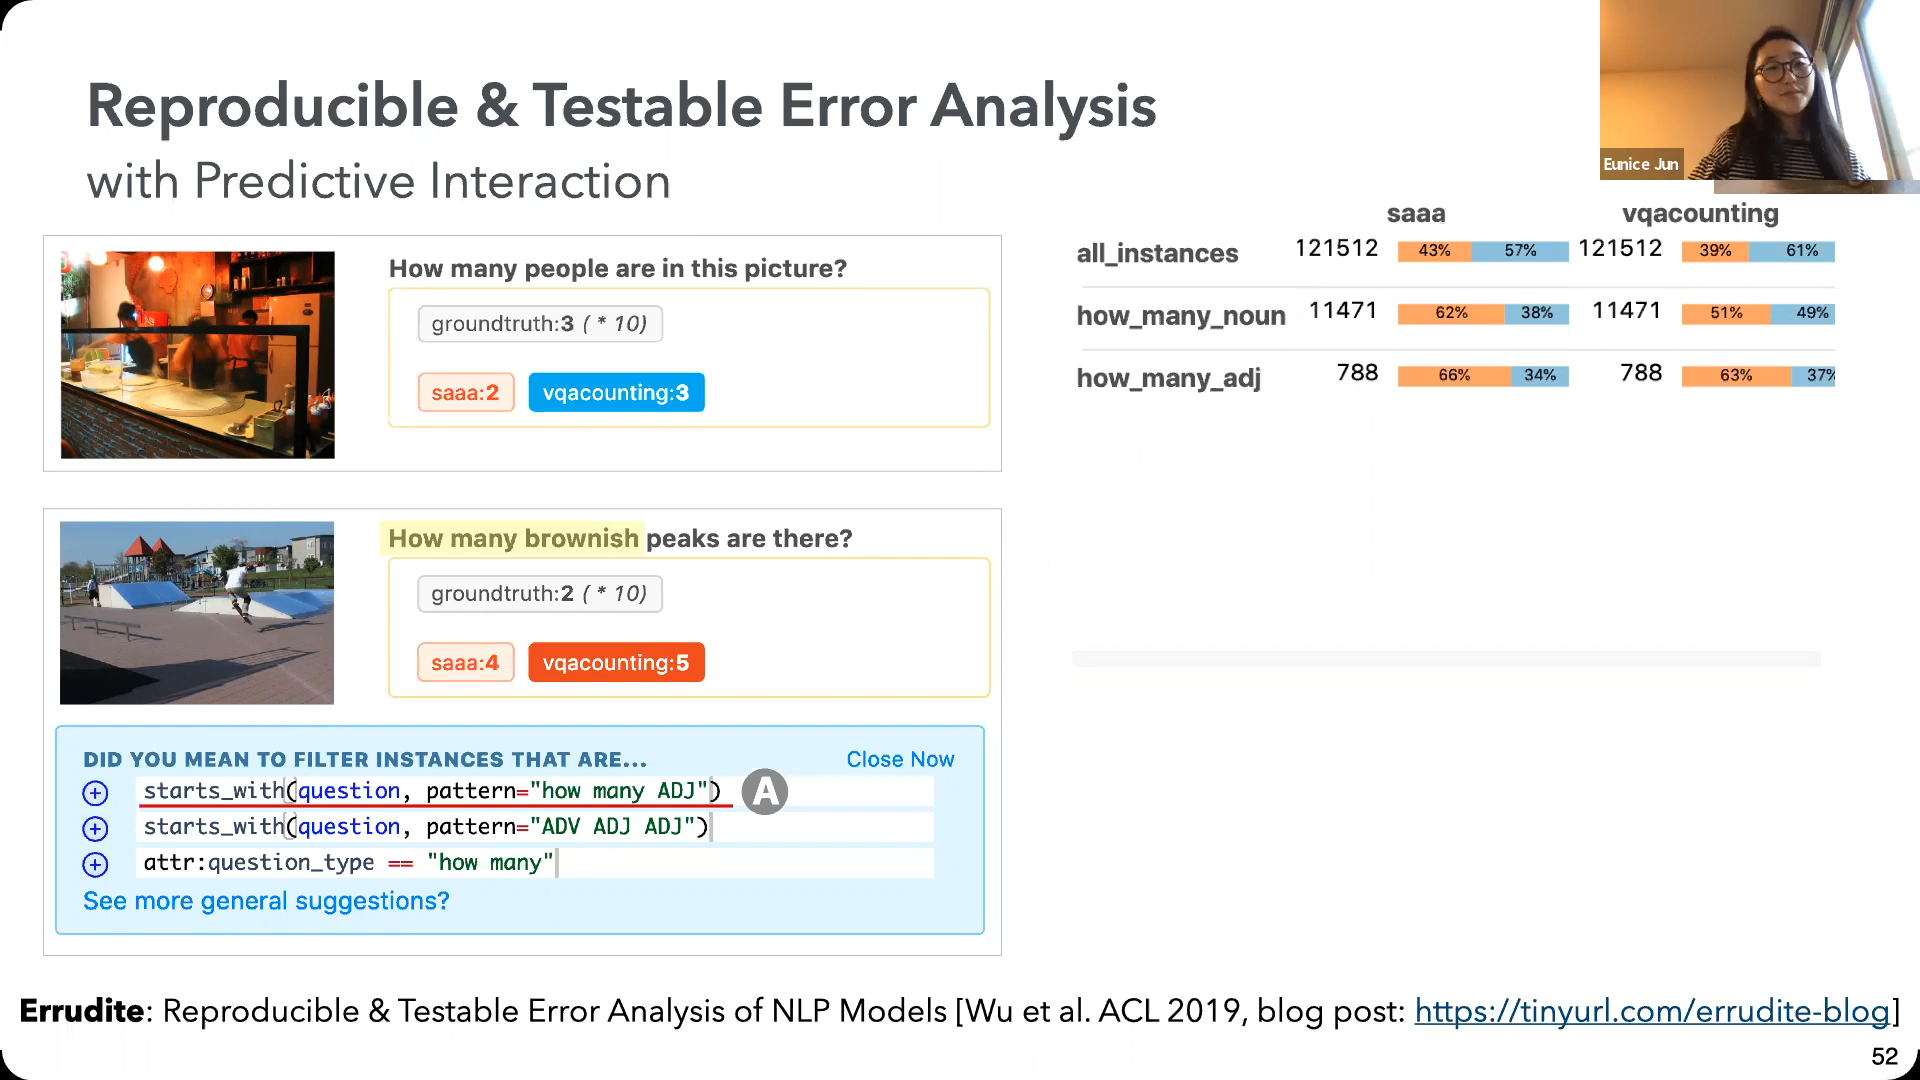 Reproducible & Testable Error Analysis
with Predictive Interaction
Eunice Jun
How many people are in this picture?
groundtruth:3 ( * 10)
saaa:2 vqacounting:3
How many brownish peaks are there?
groundtruth:2 ( * 10)
saaa:4 vqacounting:5
DID YOU MEAN TO FILTER INSTANCES THAT ARE... Close Now
starts_with(question, pattern="how many ADJ") A
starts_with(question, pattern="ADV ADJ ADJ")
attr:question_type == "how many"
See more general suggestions?
saaa vqacounting
all_instances 121512 43% 57% 121512 39% 61%
how_many_noun 11471 62% 38% 11471 51% 49%
how_many_adj 788 66% 34% 788 63% 37%
Errudite: Reproducible & Testable Error Analysis of NLP Models [Wu et al. ACL 2019, blog post: https://tinyurl.com/errudite-blog]
52